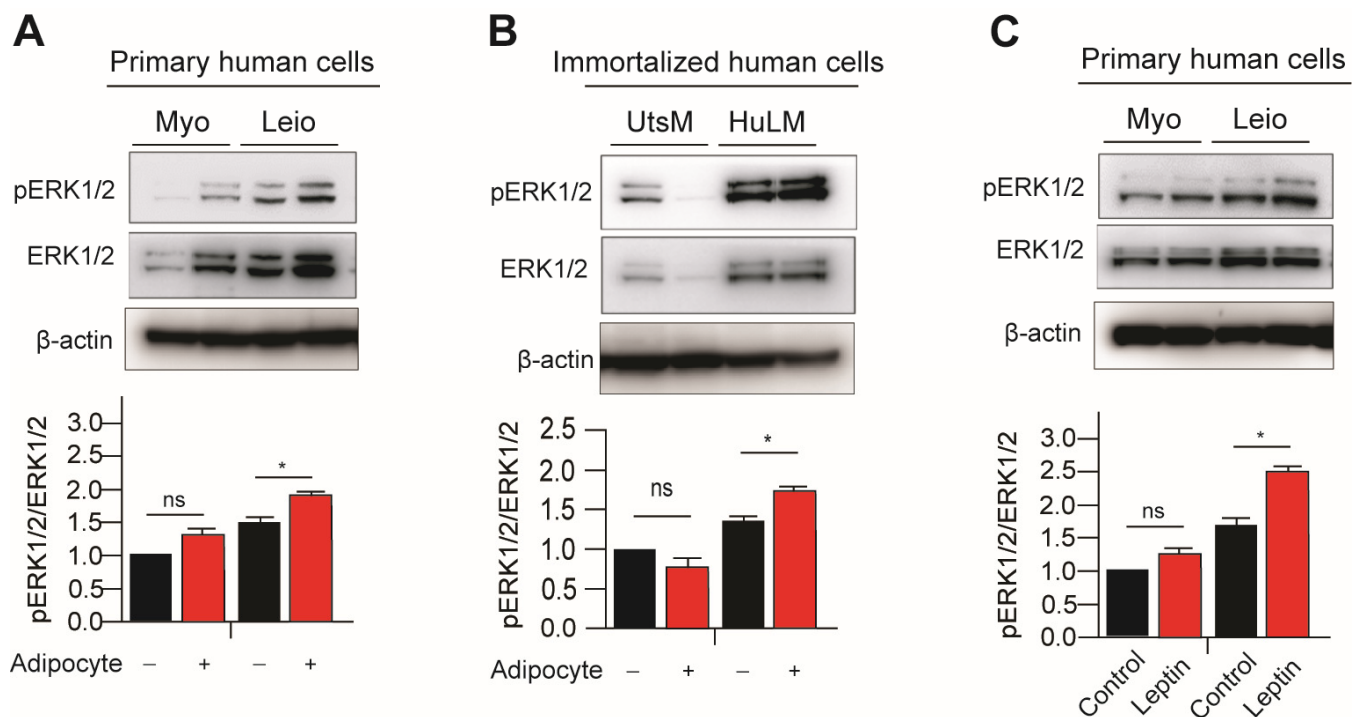 A
Primary human cells
Myo Leio
pERK1/2
ERK1/2
β-actin
pERK1/2/ERK1/2
3.0
2.5
2.0
1.5
1.0
0.5
0.0
ns
*
Adipocyte – + – +
B
Immortalized human cells
UtsM HuLM
pERK1/2
ERK1/2
β-actin
pERK1/2/ERK1/2
2.5
2.0
1.5
1.0
0.5
0.0
ns
*
Adipocyte – + – +
C
Primary human cells
Myo Leio
pERK1/2
ERK1/2
β-actin
pERK1/2/ERK1/2
3.0
2.5
2.0
1.5
1.0
0.5
0.0
ns
*
Control Leptin Control Leptin